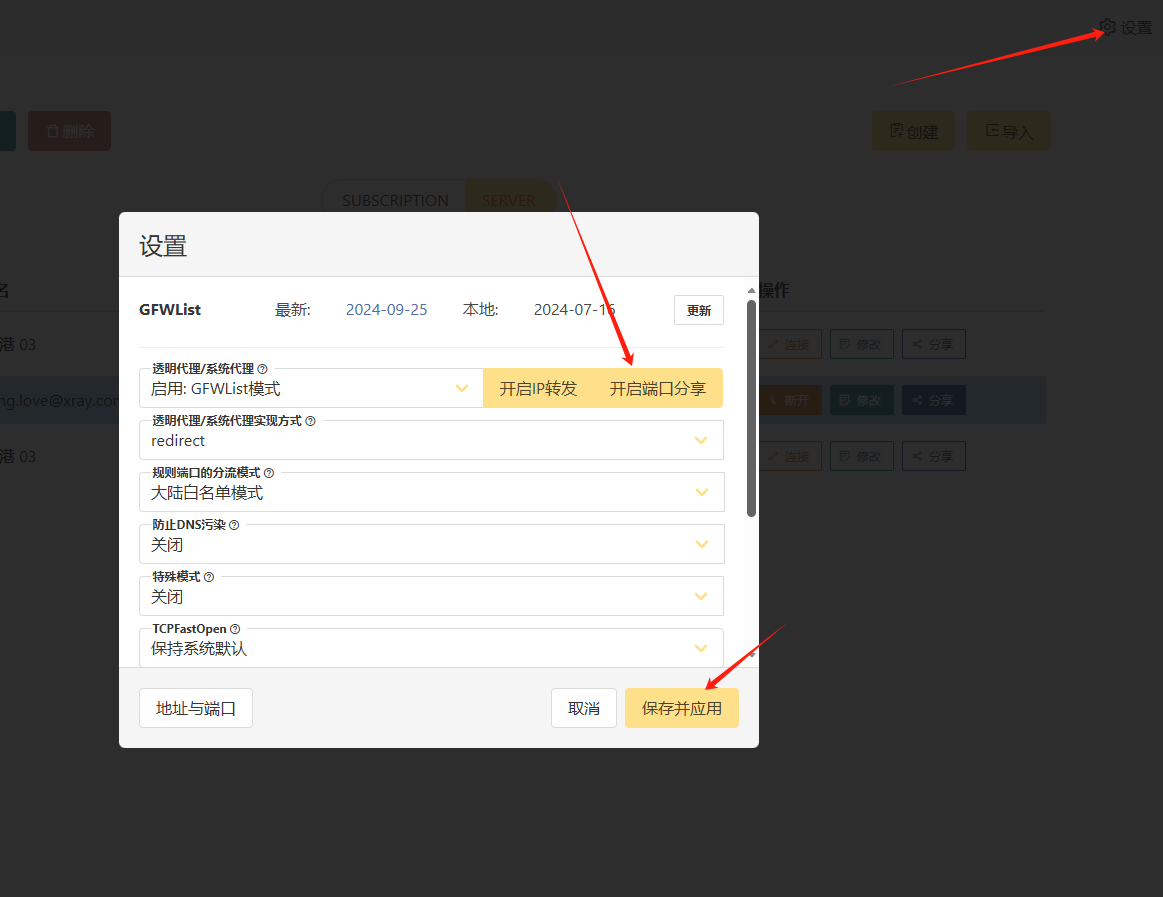 设置
删除
创建
导入
SUBSCRIPTION
SERVER
名
操作
港 03
连接
修改
分享
ng.love@xray.com
断开
修改
分享
港 03
连接
修改
分享
设置
GFWList
最新:
2024-09-25
本地:
2024-07-15
更新
透明代理/系统代理
启用: GFWList模式
开启IP转发
开启端口分享
透明代理/系统代理实现方式
redirect
规则端口的分流模式
大陆白名单模式
防止DNS污染
关闭
特殊模式
关闭
TCPFastOpen
保持系统默认
地址与端口
取消
保存并应用